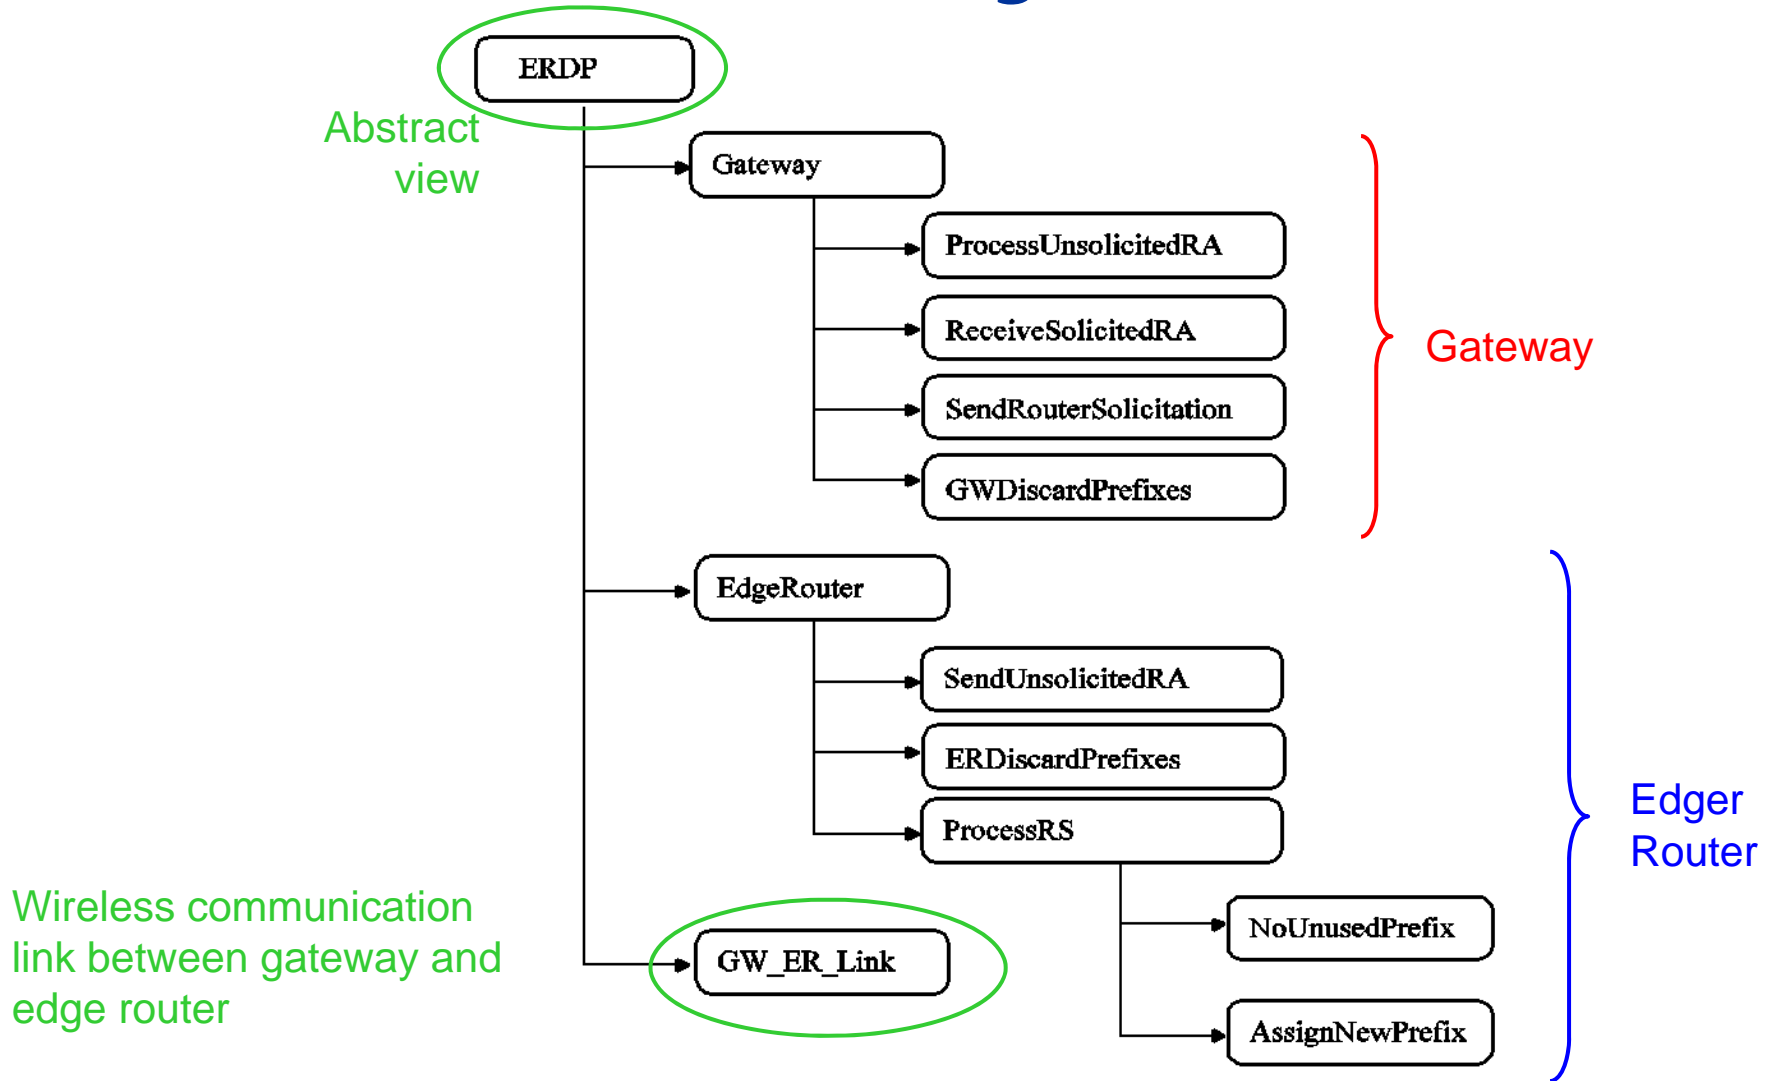 g
ERDP
Abstract
view
Gateway
ProcessUnsolicitedRA
ReceiveSolicitedRA
Gateway
SendRouterSolicitation
GWDiscardPrefixes
EdgeRouter
SendUnsolicitedRA
ERDiscardPrefixes
Edger
Router
ProcessRS
Wireless communication
link between gateway and
edge router
NoUnusedPrefix
GW_ER_Link
AssignNewPrefix